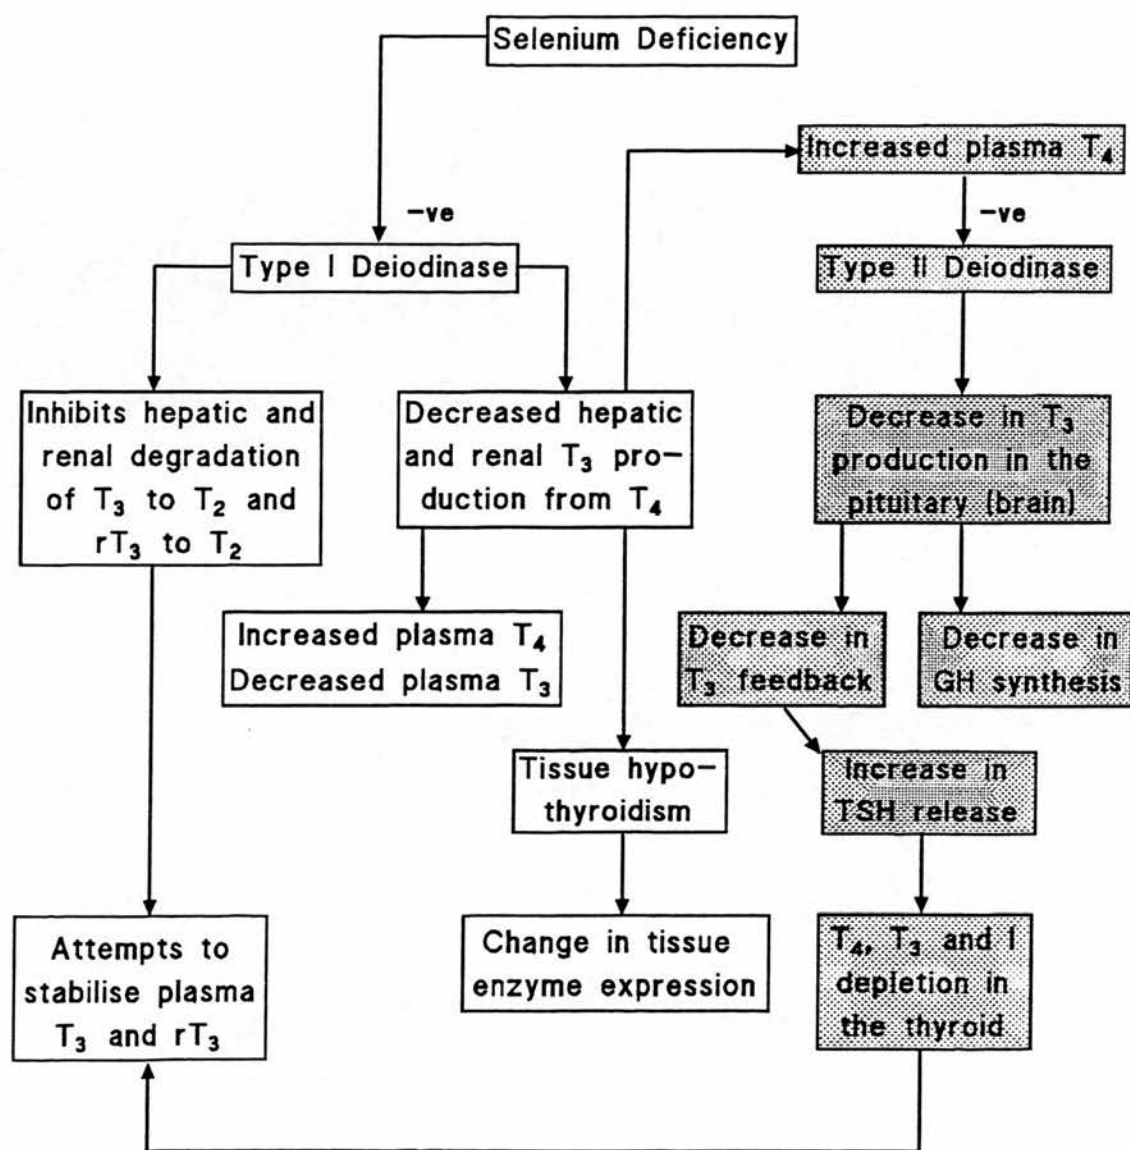 Selenium Deficiency
Increased plasma T₄
-ve
-ve
Type I Deiodinase
Type II Deiodinase
Inhibits hepatic and
renal degradation
of T₃ to T₂ and
rT₃ to T₂
Decreased hepatic
and renal T₃ pro-
duction from T₄
Decrease in T₃
production in the
pituitary (brain)
Increased plasma T₄
Decreased plasma T₃
Decrease in
T₃ feedback
Decrease in
GH synthesis
Tissue hypo-
thyroidism
Increase in
TSH release
Attempts to
stabilise plasma
T₃ and rT₃
Change in tissue
enzyme expression
T₄, T₃ and I
depletion in
the thyroid